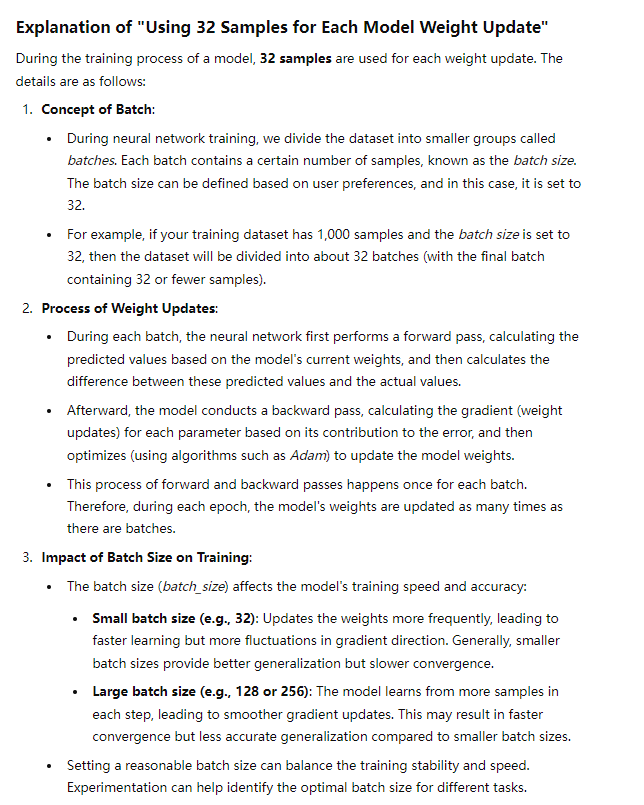 Explanation of "Using 32 Samples for Each Model Weight Update"
During the training process of a model, 32 samples are used for each weight update. The
details are as follows:
1. Concept of Batch:
• During neural network training, we divide the dataset into smaller groups called
batches. Each batch contains a certain number of samples, known as the batch size.
The batch size can be defined based on user preferences, and in this case, it is set to
32.
• For example, if your training dataset has 1,000 samples and the batch size is set to
32, then the dataset will be divided into about 32 batches (with the final batch
containing 32 or fewer samples).
2. Process of Weight Updates:
• During each batch, the neural network first performs a forward pass, calculating the
predicted values based on the model's current weights, and then calculates the
difference between these predicted values and the actual values.
• Afterward, the model conducts a backward pass, calculating the gradient (weight
updates) for each parameter based on its contribution to the error, and then
optimizes (using algorithms such as Adam) to update the model weights.
• This process of forward and backward passes happens once for each batch.
Therefore, during each epoch, the model's weights are updated as many times as
there are batches.
3. Impact of Batch Size on Training:
• The batch size (batch_size) affects the model's training speed and accuracy:
• Small batch size (e.g., 32): Updates the weights more frequently, leading to
faster learning but more fluctuations in gradient direction. Generally, smaller
batch sizes provide better generalization but slower convergence.
• Large batch size (e.g., 128 or 256): The model learns from more samples in
each step, leading to smoother gradient updates. This may result in faster
convergence but less accurate generalization compared to smaller batch sizes.
• Setting a reasonable batch size can balance the training stability and speed.
Experimentation can help identify the optimal batch size for different tasks.